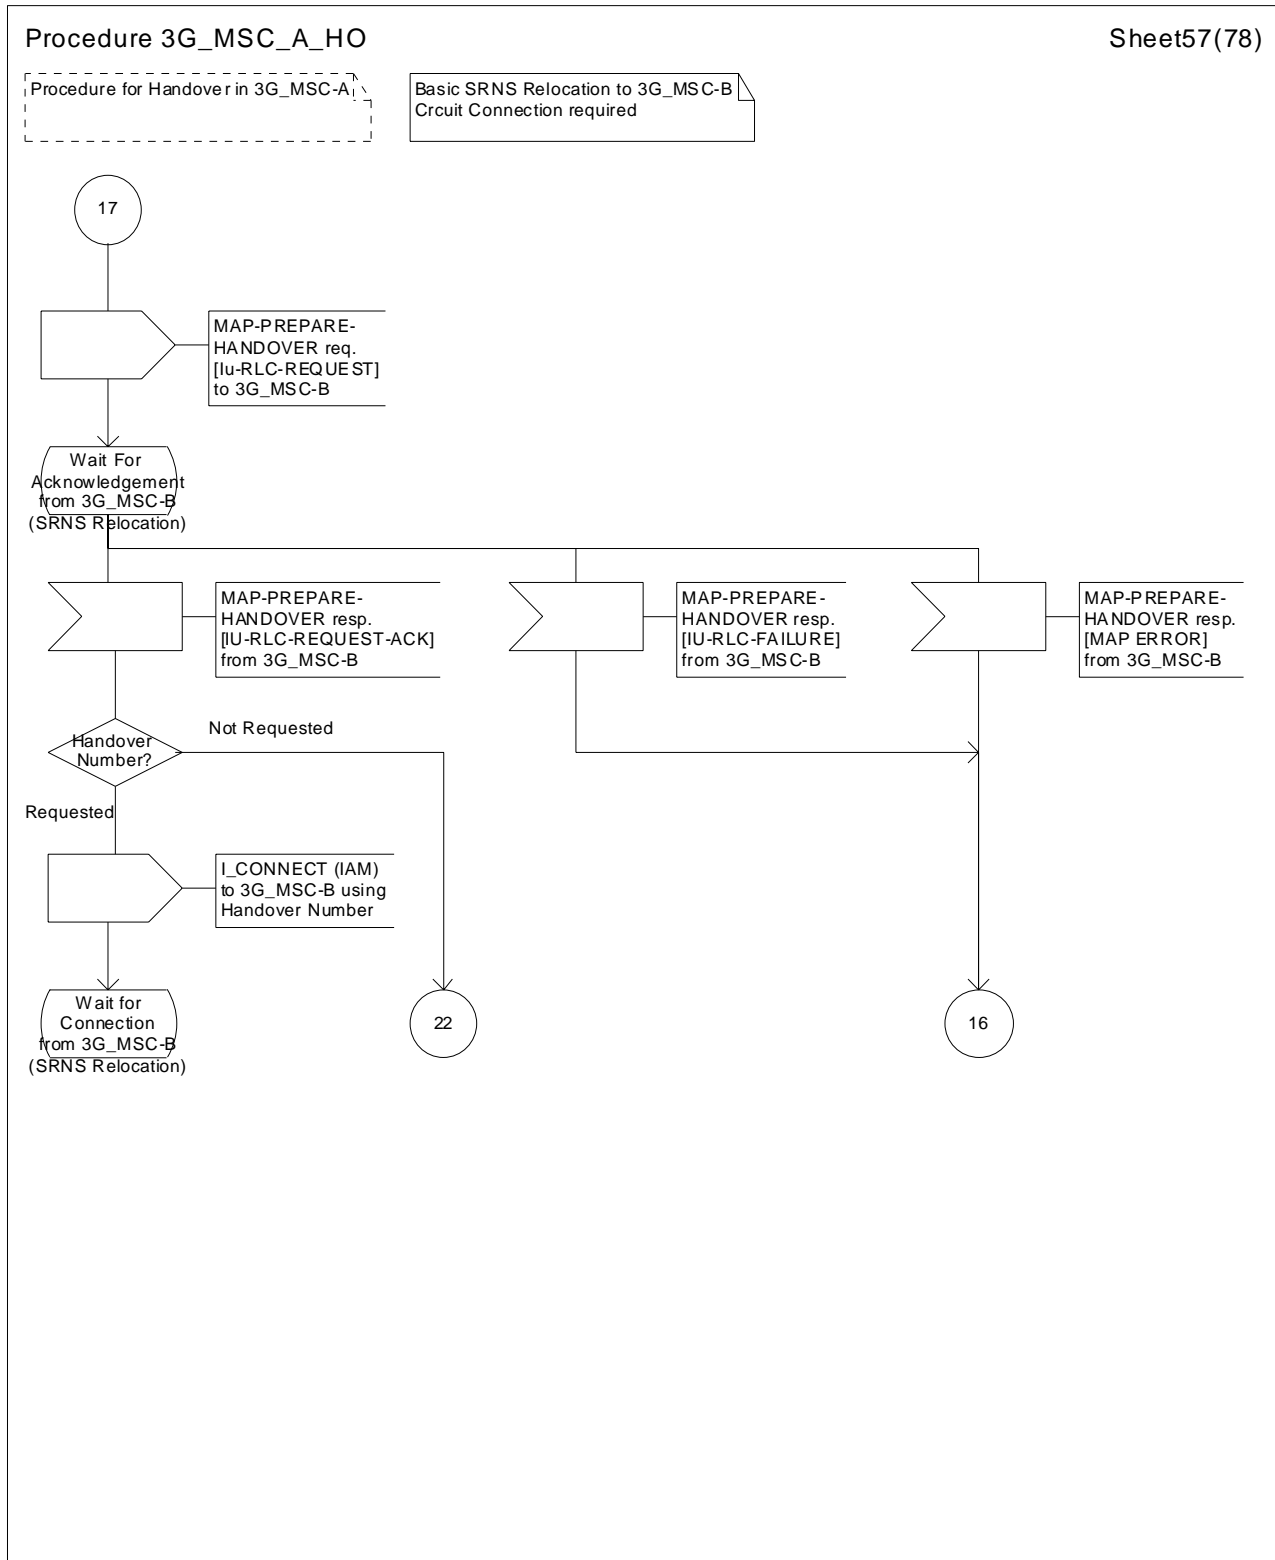 Procedure 3G_MSC_A_HO
Sheet57(78)
Procedure for Handover in 3G_MSC-A
Basic SRNS Relocation to 3G_MSC-B
Crcuit Connection required
17
MAP-PREPARE-
HANDOVER req.
[Iu-RLC-REQUEST]
to 3G_MSC-B
Wait For
Acknowledgement
from 3G_MSC-B
(SRNS Relocation)
MAP-PREPARE-
HANDOVER resp.
[IU-RLC-REQUEST-ACK]
from 3G_MSC-B
MAP-PREPARE-
HANDOVER resp.
[IU-RLC-FAILURE]
from 3G_MSC-B
MAP-PREPARE-
HANDOVER resp.
[MAP ERROR]
from 3G_MSC-B
Handover
Number?
Not Requested
Requested
I_CONNECT (IAM)
to 3G_MSC-B using
Handover Number
Wait for
Connection
from 3G_MSC-B
(SRNS Relocation)
22
16